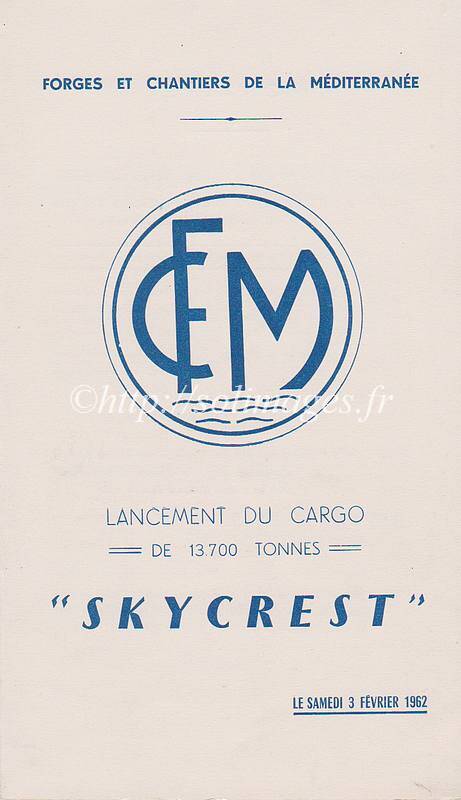 FORGES ET CHANTIERS DE LA MÉDITERRANÉE
CFM
©http://solimages.fr
LANCEMENT DU CARGO
DE 13.700 TONNES
"SKYCREST"
LE SAMEDI 3 FÉVRIER 1962